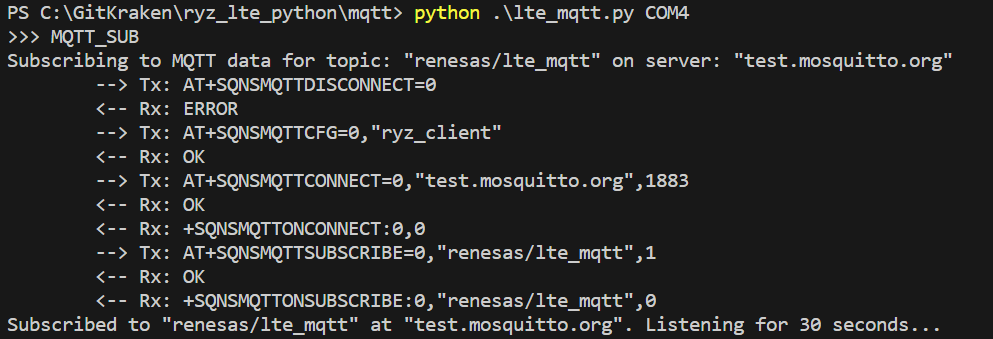 PS C:\GitKraken\ryz_lte_python\mqtt> python .\lte_mqtt.py COM4
>>> MQTT_SUB
Subscribing to MQTT data for topic: "renesas/lte_mqtt" on server: "test.mosquitto.org"
--> Tx: AT+SQNSMQTTDISCONNECT=0
<-- Rx: ERROR
--> Tx: AT+SQNSMQTTCFG=0,"ryz_client"
<-- Rx: OK
--> Tx: AT+SQNSMQTTCONNECT=0,"test.mosquitto.org",1883
<-- Rx: OK
<-- Rx: +SQNSMQTTONCONNECT:0,0
--> Tx: AT+SQNSMQTTSUBSCRIBE=0,"renesas/lte_mqtt",1
<-- Rx: OK
<-- Rx: +SQNSMQTTONSUBSCRIBE:0,"renesas/lte_mqtt",0
Subscribed to "renesas/lte_mqtt" at "test.mosquitto.org". Listening for 30 seconds...